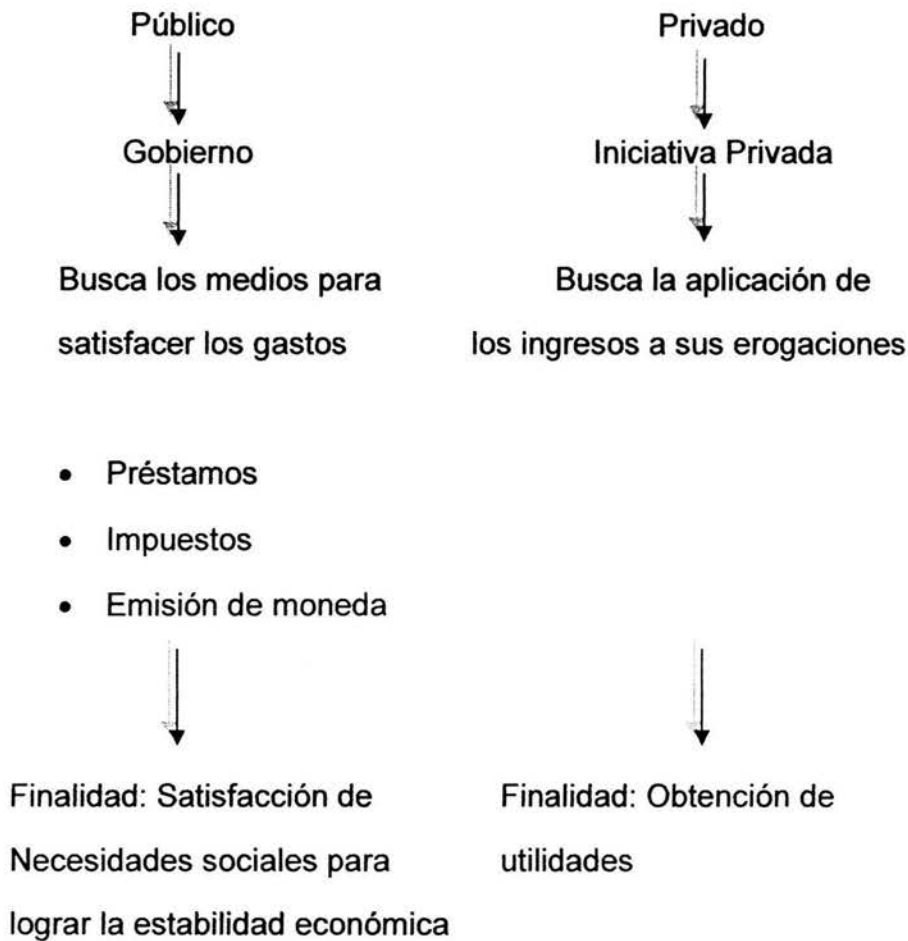 Público
Gobierno
Busca los medios para
satisfacer los gastos
• Préstamos
• Impuestos
• Emisión de moneda
Finalidad: Satisfacción de
Necesidades sociales para
lograr la estabilidad económica
Privado
Iniciativa Privada
Busca la aplicación de
los ingresos a sus erogaciones
Finalidad: Obtención de
utilidades